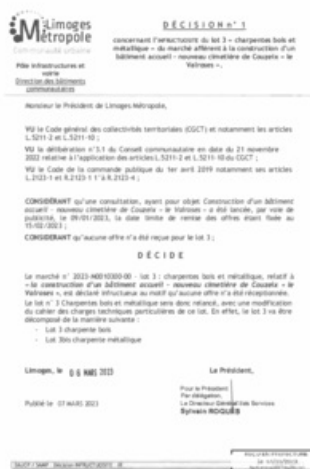 Limoges
Métropole
Communauté urbaine
Pôle Infrastructures et
voirie
Direction des bâtiments
communautaires
DÉCISION n° 1
concernant l'INFRUCTUOSITÉ du lot 3 « charpentes bois et
métallique » du marché afférent à la construction d'un
bâtiment accueil - nouveau cimetière de Couzeix « le
Valroses ».
Monsieur le Président de Limoges Métropole,
VU le Code général des collectivités territoriales (CGCT) et notamment les articles
L.5211-2 et L.5211-10 ;
VU la délibération n°3.1 du Conseil communautaire en date du 21 novembre
2022 relative à l'application des articles L.5211-2 et L.5211-10 du CGCT ;
VU le Code de la commande publique du 1er avril 2019 notamment ses articles
L.2123-1 et R.2123-1 1° à R.2123-4 ;
CONSIDÉRANT qu'une consultation, ayant pour objet Construction d'un bâtiment
accueil - nouveau cimetière de Couzeix « le Valroses » a été lancée, par voie de
publicité, le 09/01/2023, la date limite de remise des offres étant fixée au
15/02/2023 ;
CONSIDÉRANT qu'aucune offre n'a été reçue pour le lot 3 ;
DÉCIDE
Le marché n° 2023-M0010300-00 - lot 3 : charpentes bois et métallique, relatif à
« la construction d'un bâtiment accueil - nouveau cimetière de Couzeix « le
Valroses », est déclaré infructueux au motif qu'aucune offre n'a été réceptionnée.
Le lot n° 3 Charpentes bois et métallique sera donc relancé, avec une modification
du cahier des charges techniques particulières de ce lot. En effet, le lot 3 va être
décomposé de la manière suivante :
- Lot 3 charpente bois
- Lot 3bis charpente métallique
Limoges, le 06 MARS 2023
Le Président,
Pour le Président
Par délégation,
Le Directeur Général des Services
Sylvain ROQUES
Publié le 07 MARS 2023